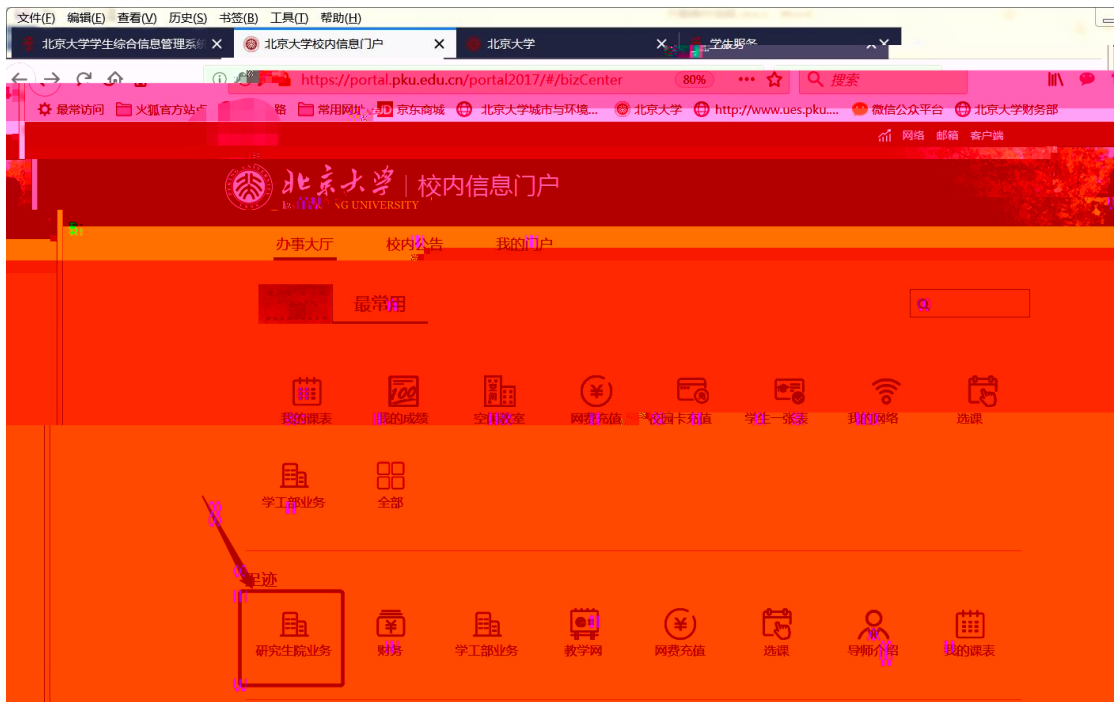 文件(F) 编辑(E) 查看(V) 历史(S) 书签(B) 工具(T) 帮助(H)
北京大学学生综合信息管理系统 北京大学校内信息门户 北京大学
https://portal.pku.edu.cn/portal2017/#/bizCenter 80% 搜索
最常访问 火狐官方站点 常用网址 JD 京东商城 北京大学城市与环境... 北京大学 http://www.ues.pku.... 微信公众平台 北京大学财务部
网络 邮箱 客户端
北京大学 校内信息门户
UNIVERSITY
办事大厅 校内公告 我的门户
最常用
我的课表 我的成绩 空闲教室 网费充值 校园卡充值 学生一张表 我的网络 选课
学工部业务 全部
足迹
研究生院业务 财务 学工部业务 教学网 网费充值 选课 导师介绍 我的课表